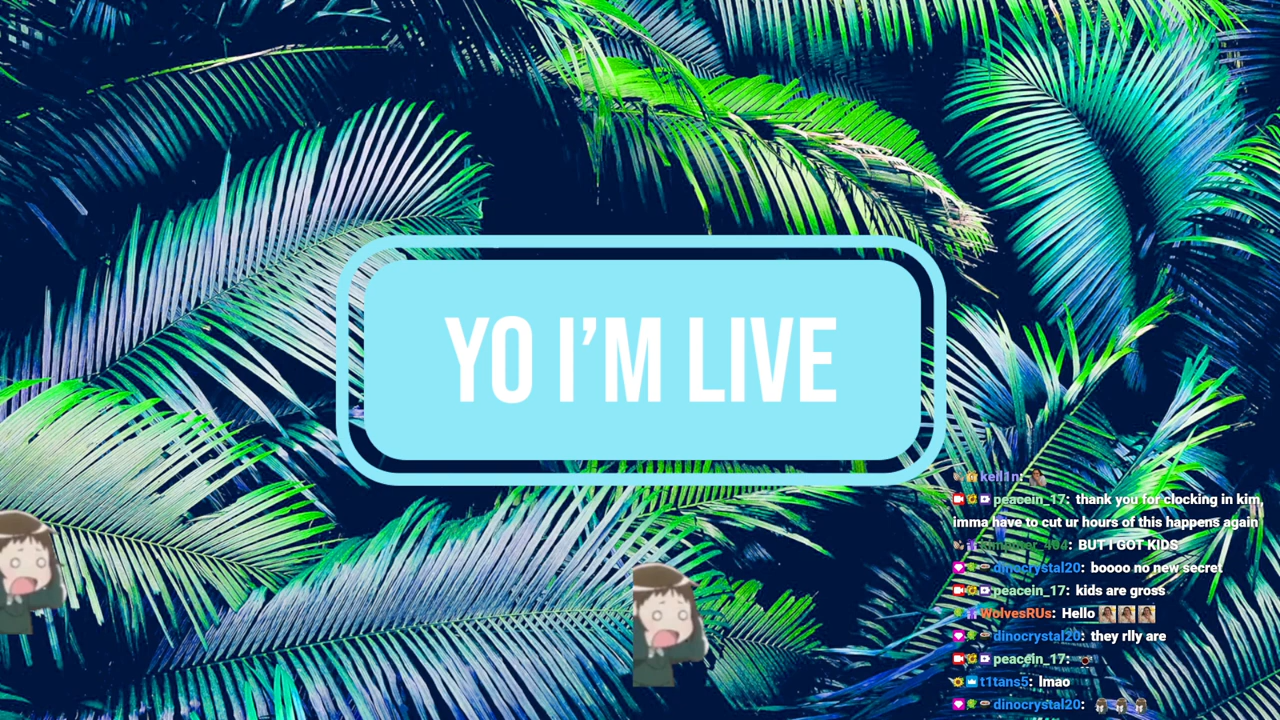 YO I'M LIVE
peacein_17: thank you for clocking in kim,
imma have to cut ur hours of this happens again
BUT I GOT KIDS
dinocrystal20: boooo no new secret
peacein_17: kids are gross
WolvesRUs: Hello
dinocrystal20: they rlly are
peacein_17:
t1tans5: lmao
dinocrystal20: